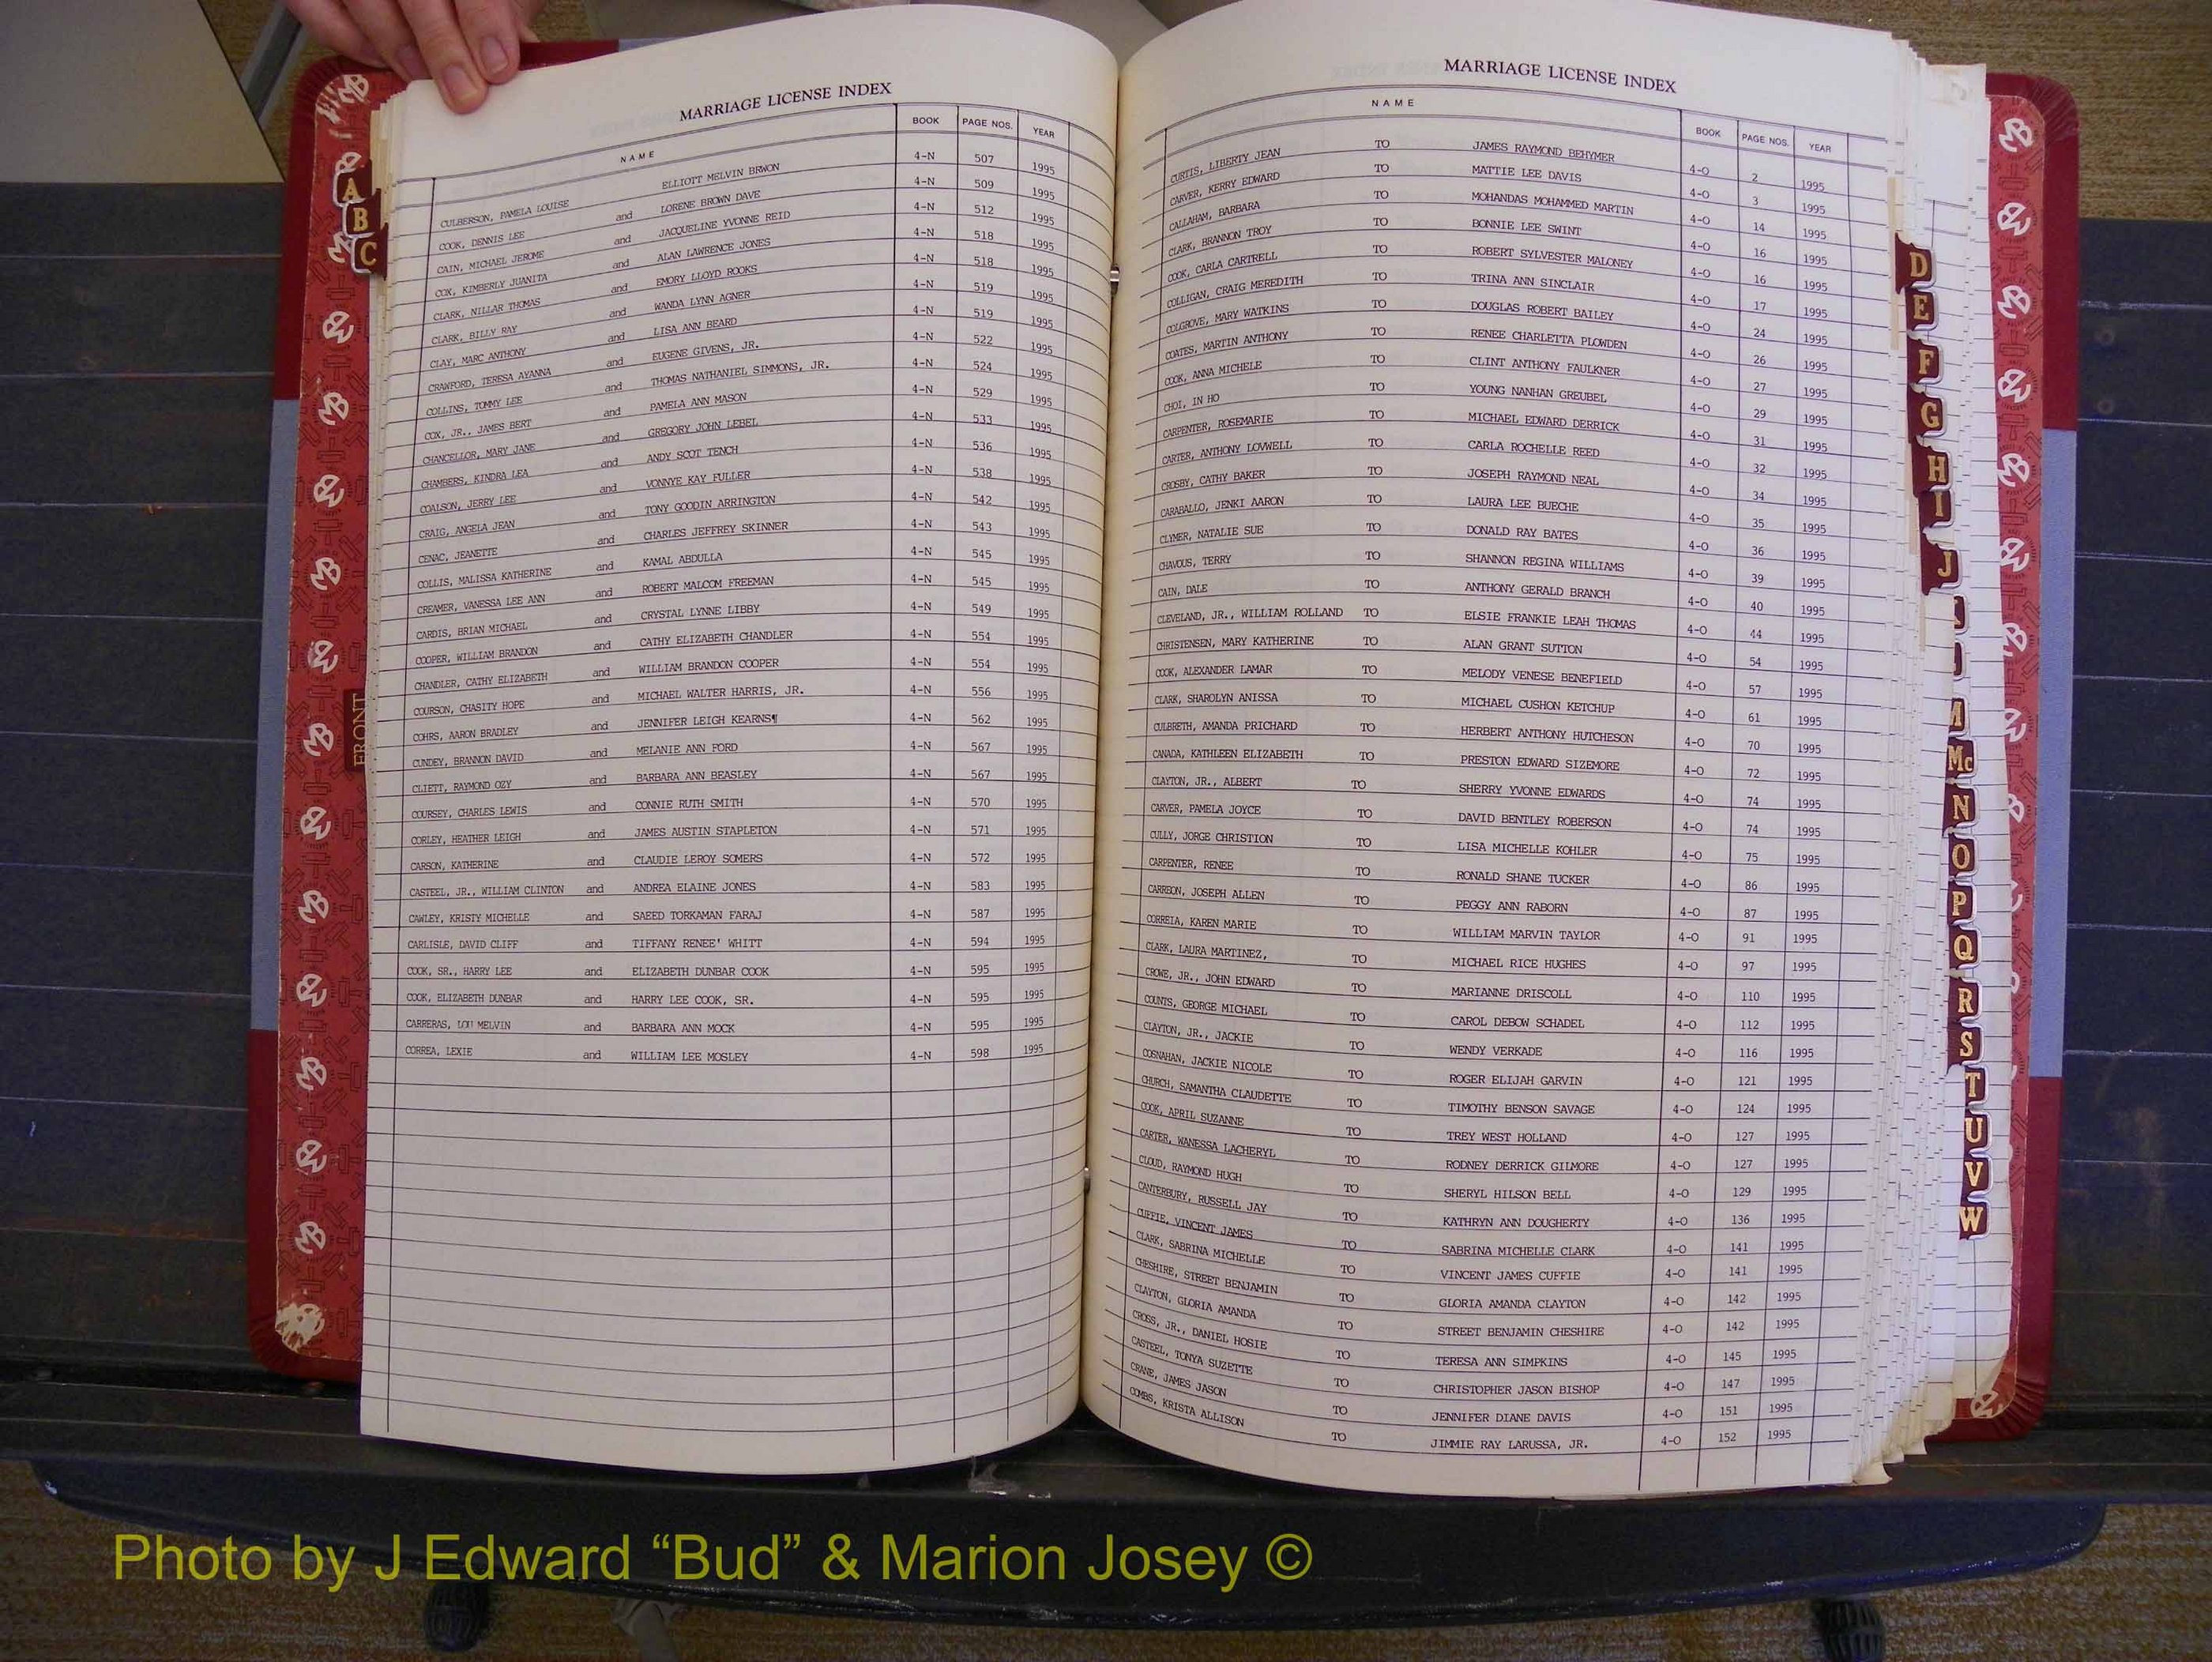 MARRIAGE LICENSE INDEX
NAME BOOK PAGE NOS. YEAR
CULBERSON, PAMELA LOUISE and ELLIOTT MELVIN BRWON 4-N 507 1995
COOK, DENNIS LEE and LORENE BROWN DAVE 4-N 509 1995
CAIN, MICHAEL JEROME and JACQUELINE YVONNE REID 4-N 512 1995
COX, KIMBERLY JUANITA and ALAN LAWRENCE JONES 4-N 518 1995
CLARK, NILLAR THOMAS and EMORY LLOYD ROOKS 4-N 518 1995
CLARK, BILLY RAY and WANDA LYNN AGNER 4-N 519 1995
CLAY, MARC ANTHONY and LISA ANN BEARD 4-N 519 1995
CRAWFORD, TERESA AYANNA and EUGENE GIVENS, JR. 4-N 522 1995
COLLINS, TOMMY LEE and THOMAS NATHANIEL SIMMONS, JR. 4-N 524 1995
COX, JR., JAMES BERT and PAMELA ANN MASON 4-N 529 1995
CHANCELLOR, MARY JANE and GREGORY JOHN LEBEL 4-N 533 1995
CHAMBERS, KINDRA LEA and ANDY SCOT TENCH 4-N 536 1995
COALSON, JERRY LEE and VONNYE KAY FULLER 4-N 538 1995
CRAIG, ANGELA JEAN and TONY GOODIN ARRINGTON 4-N 542 1995
CENAC, JEANETTE and CHARLES JEFFREY SKINNER 4-N 543 1995
COLLIS, MALISSA KATHERINE and KAMAL ABDULLA 4-N 545 1995
CREAMER, VANESSA LEE ANN and ROBERT MALCOM FREEMAN 4-N 545 1995
CARDIS, BRIAN MICHAEL and CRYSTAL LYNNE LIBBY 4-N 549 1995
COOPER, WILLIAM BRANDON and CATHY ELIZABETH CHANDLER 4-N 554 1995
CHANDLER, CATHY ELIZABETH and WILLIAM BRANDON COOPER 4-N 554 1995
COURSON, CHASITY HOPE and MICHAEL WALTER HARRIS, JR. 4-N 556 1995
COHRS, AARON BRADLEY and JENNIFER LEIGH KEARNS¶ 4-N 562 1995
CUNDEY, BRANNON DAVID and MELANIE ANN FORD 4-N 567 1995
CLIETT, RAYMOND OZY and BARBARA ANN BEASLEY 4-N 567 1995
COURSEY, CHARLES LEWIS and CONNIE RUTH SMITH 4-N 570 1995
CORLEY, HEATHER LEIGH and JAMES AUSTIN STAPLETON 4-N 571 1995
CARSON, KATHERINE and CLAUDIE LEROY SOMERS 4-N 572 1995
CASTEEL, JR., WILLIAM CLINTON and ANDREA ELAINE JONES 4-N 583 1995
CAWLEY, KRISTY MICHELLE and SAEED TORKAMAN FARAJ 4-N 587 1995
CARLISLE, DAVID CLIFF and TIFFANY RENEE' WHITT 4-N 594 1995
COOK, SR., HARRY LEE and ELIZABETH DUNBAR COOK 4-N 595 1995
COOK, ELIZABETH DUNBAR and HARRY LEE COOK, SR. 4-N 595 1995
CARRERAS, LOU MELVIN and BARBARA ANN MOCK 4-N 595 1995
CORREA, LEXIE and WILLIAM LEE MOSLEY 4-N 598 1995
MARRIAGE LICENSE INDEX
NAME BOOK PAGE NOS. YEAR
CURTIS, LIBERTY JEAN TO JAMES RAYMOND BEHYMER 4-O 2 1995
CARVER, KERRY EDWARD TO MATTIE LEE DAVIS 4-O 3 1995
CALLAHAM, BARBARA TO MOHANDAS MOHAMMED MARTIN 4-O 14 1995
CLARK, BRANNON TROY TO BONNIE LEE SWINT 4-O 16 1995
COOK, CARLA CARTRELL TO ROBERT SYLVESTER MALONEY 4-O 16 1995
COLLIGAN, CRAIG MEREDITH TO TRINA ANN SINCLAIR 4-O 17 1995
COLGROVE, MARY WATKINS TO DOUGLAS ROBERT BAILEY 4-O 24 1995
COATES, MARTIN ANTHONY TO RENEE CHARLETTA PLOWDEN 4-O 26 1995
COOK, ANNA MICHELE TO CLINT ANTHONY FAULKNER 4-O 27 1995
CHOI, IN HO TO YOUNG NANHAN GREUBEL 4-O 29 1995
CARPENTER, ROSEMARIE TO MICHAEL EDWARD DERRICK 4-O 31 1995
CARTER, ANTHONY LOVWELL TO CARLA ROCHELLE REED 4-O 32 1995
CROSBY, CATHY BAKER TO JOSEPH RAYMOND NEAL 4-O 34 1995
CARABALLO, JENKI AARON TO LAURA LEE BUECHE 4-O 35 1995
CLYMER, NATALIE SUE TO DONALD RAY BATES 4-O 36 1995
CHAVOUS, TERRY TO SHANNON REGINA WILLIAMS 4-O 39 1995
CAIN, DALE TO ANTHONY GERALD BRANCH 4-O 40 1995
CLEVELAND, JR., WILLIAM ROLLAND TO ELSIE FRANKIE LEAH THOMAS 4-O 44 1995
CHRISTENSEN, MARY KATHERINE TO ALAN GRANT SUTTON 4-O 54 1995
COOK, ALEXANDER LAMAR TO MELODY VENESE BENEFIELD 4-O 57 1995
CLARK, SHAROLYN ANISSA TO MICHAEL CUSHON KETCHUP 4-O 61 1995
CULBRETH, AMANDA PRICHARD TO HERBERT ANTHONY HUTCHESON 4-O 70 1995
CANADA, KATHLEEN ELIZABETH TO PRESTON EDWARD SIZEMORE 4-O 72 1995
CLAYTON, JR., ALBERT TO SHERRY YVONNE EDWARDS 4-O 74 1995
CARVER, PAMELA JOYCE TO DAVID BENTLEY ROBERSON 4-O 74 1995
CULLY, JORGE CHRISTION TO LISA MICHELLE KOHLER 4-O 75 1995
CARPENTER, RENEE TO RONALD SHANE TUCKER 4-O 86 1995
CARREON, JOSEPH ALLEN TO PEGGY ANN RABORN 4-O 87 1995
CORREIA, KAREN MARIE TO WILLIAM MARVIN TAYLOR 4-O 91 1995
CLARK, LAURA MARTINEZ, TO MICHAEL RICE HUGHES 4-O 97 1995
CROWE, JR., JOHN EDWARD TO MARIANNE DRISCOLL 4-O 110 1995
COUNTS, GEORGE MICHAEL TO CAROL DEBOW SCHADEL 4-O 112 1995
CLAYTON, JR., JACKIE TO WENDY VERKADE 4-O 116 1995
COSNAHAN, JACKIE NICOLE TO ROGER ELIJAH GARVIN 4-O 121 1995
CHURCH, SAMANTHA CLAUDETTE TO TIMOTHY BENSON SAVAGE 4-O 124 1995
COOK, APRIL SUZANNE TO TREY WEST HOLLAND 4-O 127 1995
CARTER, WANESSA LACHERYL TO RODNEY DERRICK GILMORE 4-O 127 1995
CLOUD, RAYMOND HUGH TO SHERYL HILSON BELL 4-O 129 1995
CANTERBURY, RUSSELL JAY TO KATHRYN ANN DOUGHERTY 4-O 136 1995
CUFFIE, VINCENT JAMES TO SABRINA MICHELLE CLARK 4-O 141 1995
CLARK, SABRINA MICHELLE TO VINCENT JAMES CUFFIE 4-O 141 1995
CHESHIRE, STREET BENJAMIN TO GLORIA AMANDA CLAYTON 4-O 142 1995
CLAYTON, GLORIA AMANDA TO STREET BENJAMIN CHESHIRE 4-O 142 1995
CROSS, JR., DANIEL HOSIE TO TERESA ANN SIMPKINS 4-O 145 1995
CASTEEL, TONYA SUZETTE TO CHRISTOPHER JASON BISHOP 4-O 147 1995
CRANE, JAMES JASON TO JENNIFER DIANE DAVIS 4-O 151 1995
COMBS, KRISTA ALLISON TO JIMMIE RAY LARUSSA, JR. 4-O 152 1995
A
B
C
FRONT
D
E
F
G
H
I
J
M
Mc
N
O
P
Q
R
S
T
U
V
W
Photo by J Edward “Bud” & Marion Josey ©